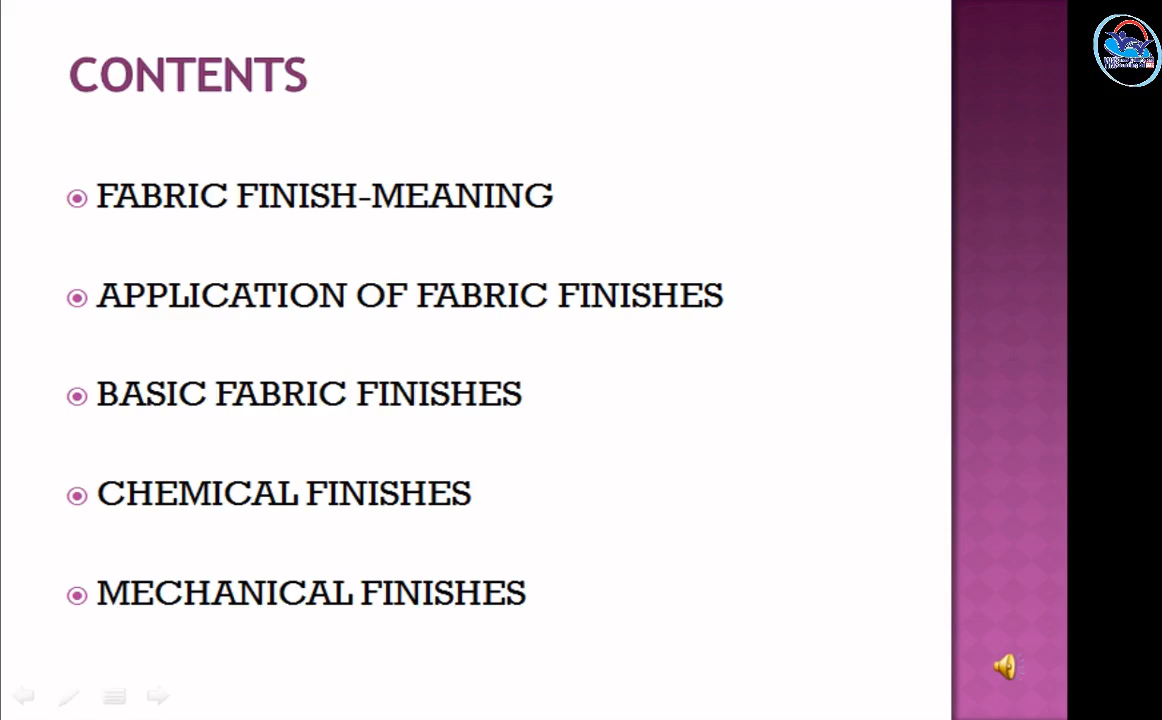 CONTENTS
FABRIC FINISH-MEANING
APPLICATION OF FABRIC FINISHES
BASIC FABRIC FINISHES
CHEMICAL FINISHES
MECHANICAL FINISHES